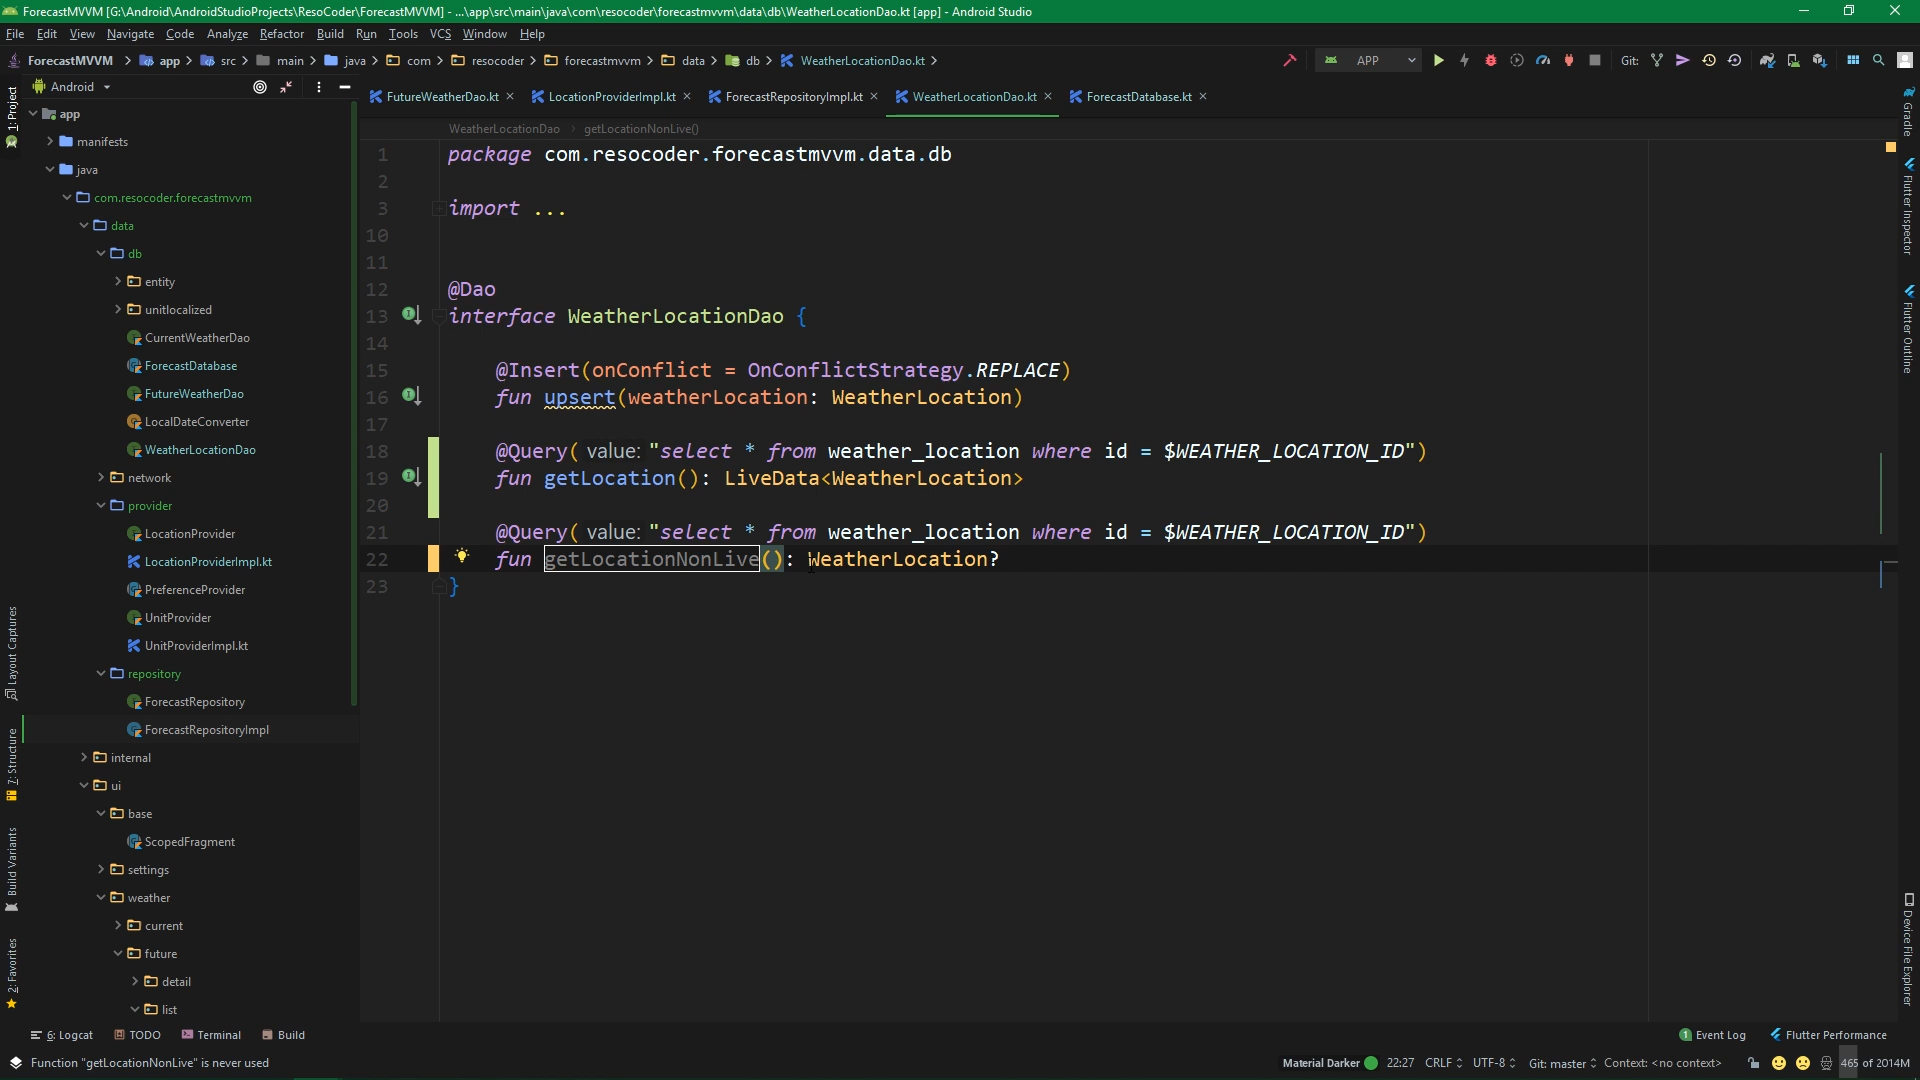 ForecastMVVM [G:\Android\AndroidStudioProjects\ResoCoder\ForecastMVVM] - ...\app\src\main\java\com\resocoder\forecastmvvm\data\db\WeatherLocationDao.kt [app] - Android Studio
File Edit View Navigate Code Analyze Refactor Build Run Tools VCS Window Help
ForecastMVVM app src main java com resocoder forecastmvvm data db WeatherLocationDao.kt APP Git:
Android
FutureWeatherDao.kt LocationProviderImpl.kt ForecastRepositoryImpl.kt WeatherLocationDao.kt ForecastDatabase.kt
WeatherLocationDao getLocationNonLive()
1: Project
7: Structure
Layout Captures
Build Variants
2: Favorites
app
manifests
java
com.resocoder.forecastmvvm
data
db
entity
unitlocalized
CurrentWeatherDao
ForecastDatabase
FutureWeatherDao
LocalDateConverter
WeatherLocationDao
network
provider
LocationProvider
LocationProviderImpl.kt
PreferenceProvider
UnitProvider
UnitProviderImpl.kt
repository
ForecastRepository
ForecastRepositoryImpl
internal
ui
base
ScopedFragment
settings
weather
current
future
detail
list
1 package com.resocoder.forecastmvvm.data.db
2
3 import ...
10
11
12 @Dao
13 interface WeatherLocationDao {
14
15 @Insert(onConflict = OnConflictStrategy.REPLACE)
16 fun upsert(weatherLocation: WeatherLocation)
17
18 @Query( value: "select * from weather_location where id = $WEATHER_LOCATION_ID")
19 fun getLocation(): LiveData<WeatherLocation>
20
21 @Query( value: "select * from weather_location where id = $WEATHER_LOCATION_ID")
22 fun getLocationNonLive(): WeatherLocation?
23 }
Gradle
Flutter Inspector
Flutter Outline
Device File Explorer
6: Logcat TODO Terminal Build 1 Event Log Flutter Performance
Function "getLocationNonLive" is never used Material Darker 22:27 CRLF UTF-8 Git: master Context: <no context> 465 of 2014M